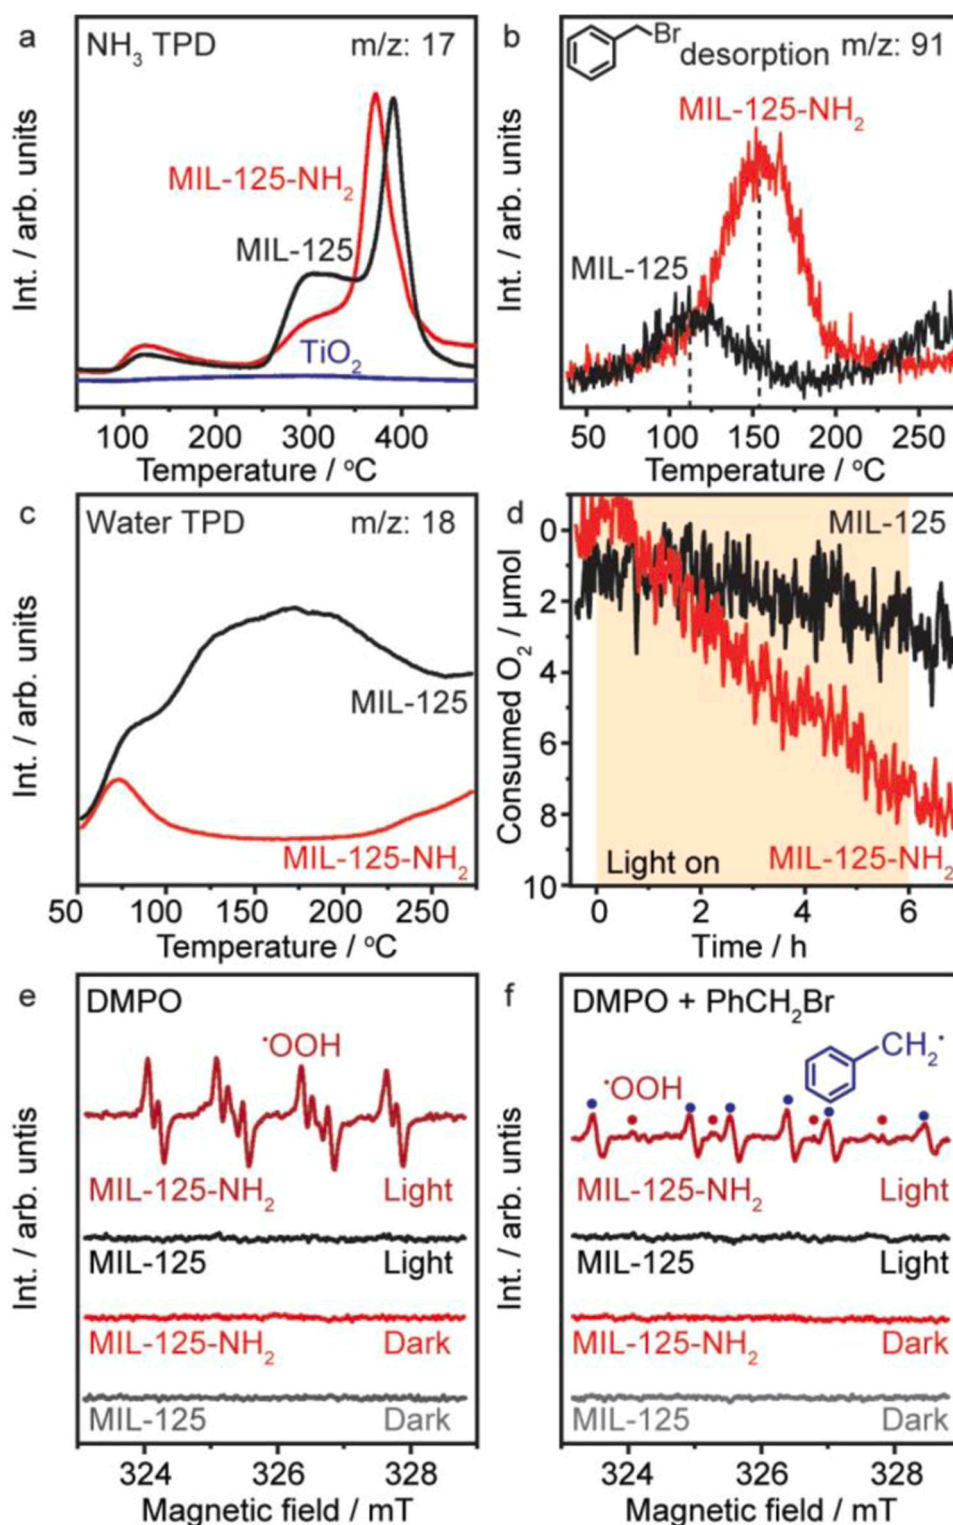 a
NH₃ TPD
m/z: 17
MIL-125-NH₂
MIL-125
TiO₂
Int. / arb. units
100 200 300 400
Temperature / °C
b
Br
desorption
m/z: 91
MIL-125-NH₂
MIL-125
Int. / arb. units
50 100 150 200 250
Temperature / °C
c
Water TPD
m/z: 18
MIL-125
MIL-125-NH₂
Int. / arb. units
50 100 150 200 250
Temperature / °C
d
MIL-125
0
2
4
6
8
10
Consumed O₂ / μmol
Light on
MIL-125-NH₂
0 2 4 6
Time / h
e
DMPO
·OOH
MIL-125-NH₂ Light
MIL-125 Light
MIL-125-NH₂ Dark
MIL-125 Dark
Int. / arb. untis
324 326 328
Magnetic field / mT
f
DMPO + PhCH₂Br
CH₂·
·OOH
MIL-125-NH₂ Light
MIL-125 Light
MIL-125-NH₂ Dark
MIL-125 Dark
Int. / arb. untis
324 326 328
Magnetic field / mT